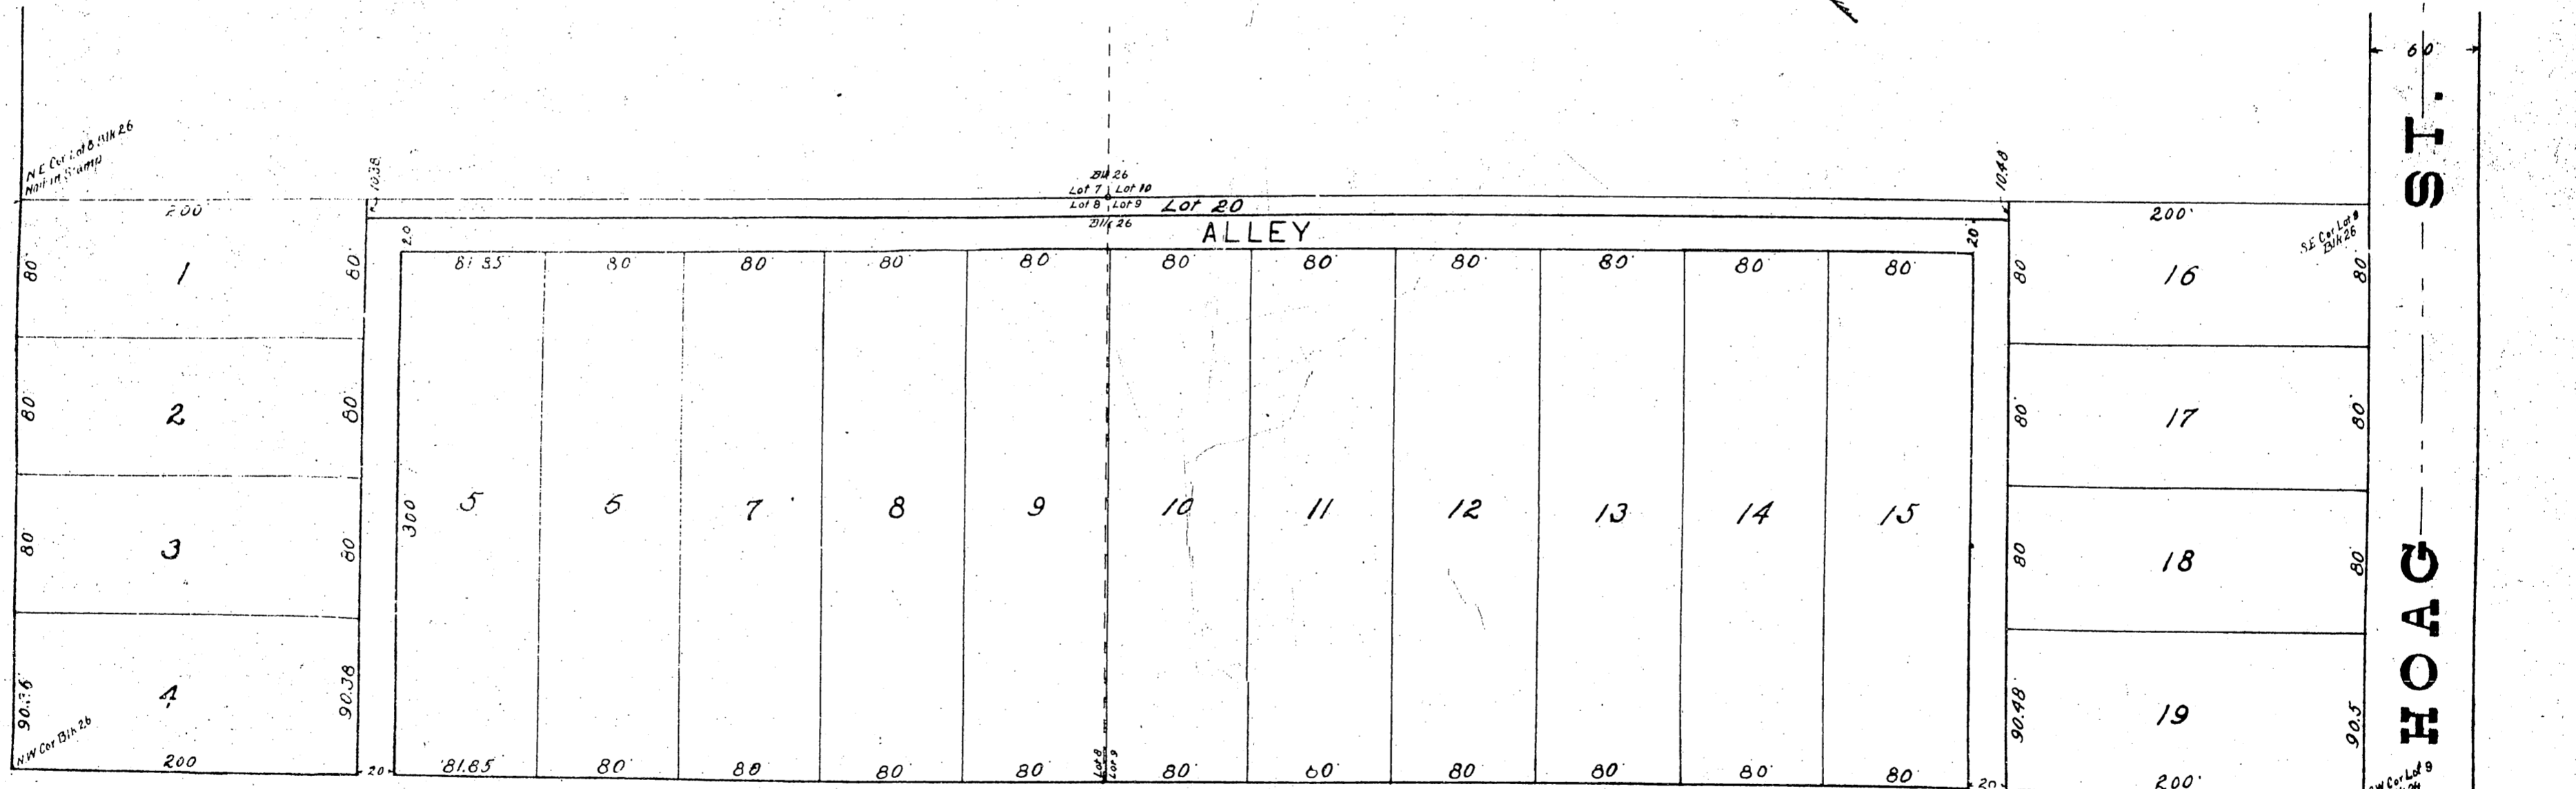 60'
HOAG ST.
N.E Cor Lot 8 Blk 26
Nail in Stump
10.38
Blk 26
Lot 7 Lot 10
Lot 8 Lot 9 Lot 20
Blk 26
ALLEY
10.48
200'
200'
S.E Cor Lot 9
Blk 26
20
20'
80' 1 80'
81.35 80 80' 80' 80' 80' 80' 80' 80' 80' 80'
80 16 80'
80' 2 80'
80' 17 80'
80' 3 80'
300 5 6 7 8 9 10 11 12 13 14 15
80 18 80'
4 90.38
N.W Cor Blk 26
200
20
81.65 80' 80 80' 80' 80' 80' 80' 80' 80'
Lot 8
Lot 9
20'
20
90.48 19 90.5
200'
Cor Lot 9